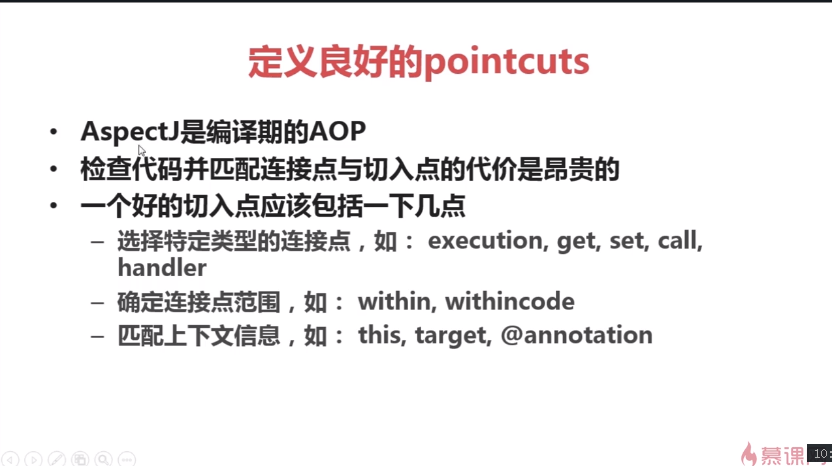 定义良好的pointcuts
• AspectJ是编译期的AOP
• 检查代码并匹配连接点与切入点的代价是昂贵的
• 一个好的切入点应该包括一下几点
– 选择特定类型的连接点，如： execution, get, set, call,
handler
– 确定连接点范围，如： within, withincode
– 匹配上下文信息，如： this, target, @annotation
慕课
10: